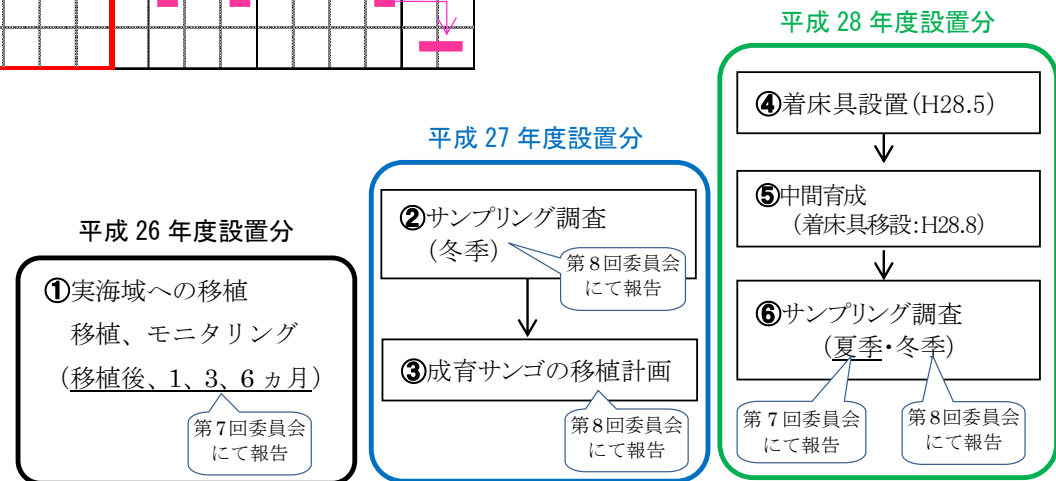 平成 26 年度設置分
①実海域への移植
移植、モニタリング
(移植後、1、3、6 ヵ月)
第7回委員会
にて報告
平成 27 年度設置分
②サンプリング調査
(冬季)
第8回委員会
にて報告
③成育サンゴの移植計画
第8回委員会
にて報告
平成 28 年度設置分
④着床具設置(H28.5)
⑤中間育成
(着床具移設:H28.8)
⑥サンプリング調査
(夏季・冬季)
第7回委員会
にて報告
第8回委員会
にて報告